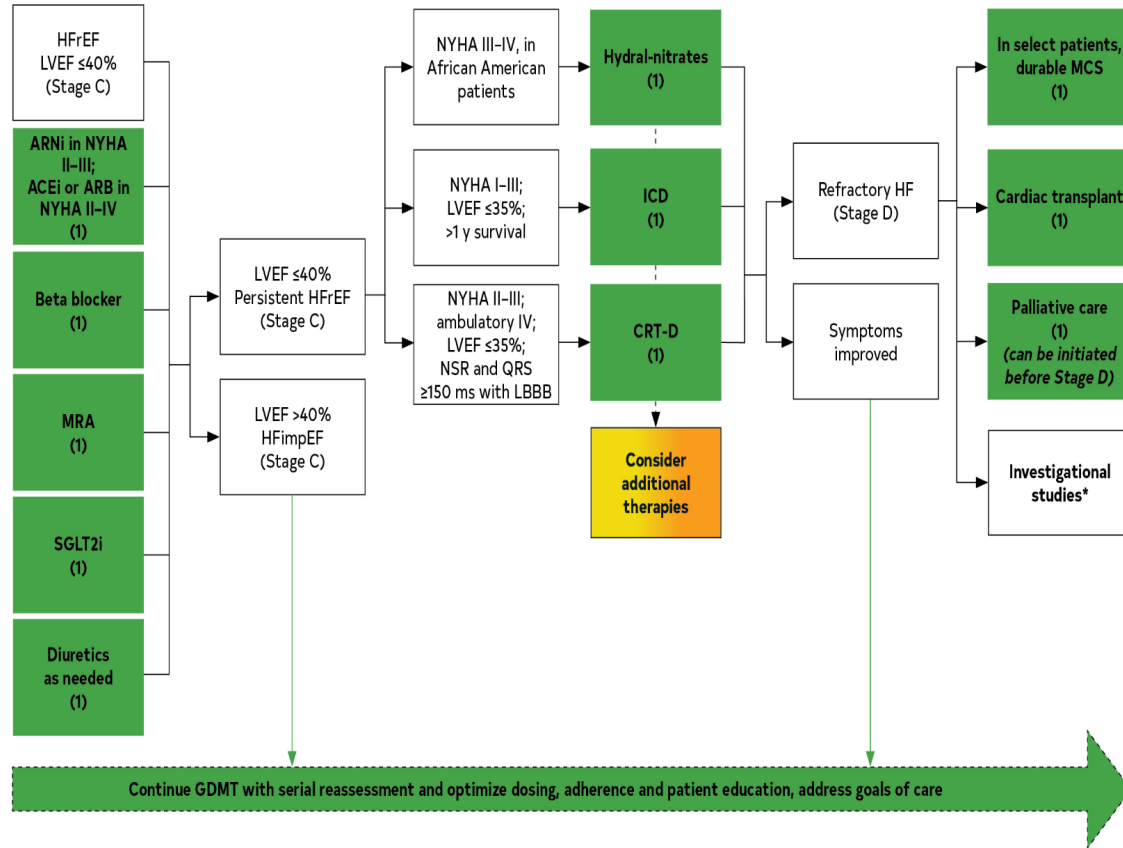 HFrEF
LVEF ≤40%
(Stage C)
ARNi in NYHA
II–III;
ACEi or ARB in
NYHA II–IV
(1)
Beta blocker
(1)
MRA
(1)
SGLT2i
(1)
Diuretics
as needed
(1)
LVEF ≤40%
Persistent HFrEF
(Stage C)
LVEF >40%
HFimpEF
(Stage C)
NYHA III–IV, in
African American
patients
NYHA I–III;
LVEF ≤35%;
>1 y survival
NYHA II–III;
ambulatory IV;
LVEF ≤35%;
NSR and QRS
≥150 ms with LBBB
Hydral-nitrates
(1)
ICD
(1)
CRT-D
(1)
Consider
additional
therapies
Refractory HF
(Stage D)
Symptoms
improved
In select patients,
durable MCS
(1)
Cardiac transplant
(1)
Palliative care
(1)
(can be initiated
before Stage D)
Investigational
studies*
Continue GDMT with serial reassessment and optimize dosing, adherence and patient education, address goals of care